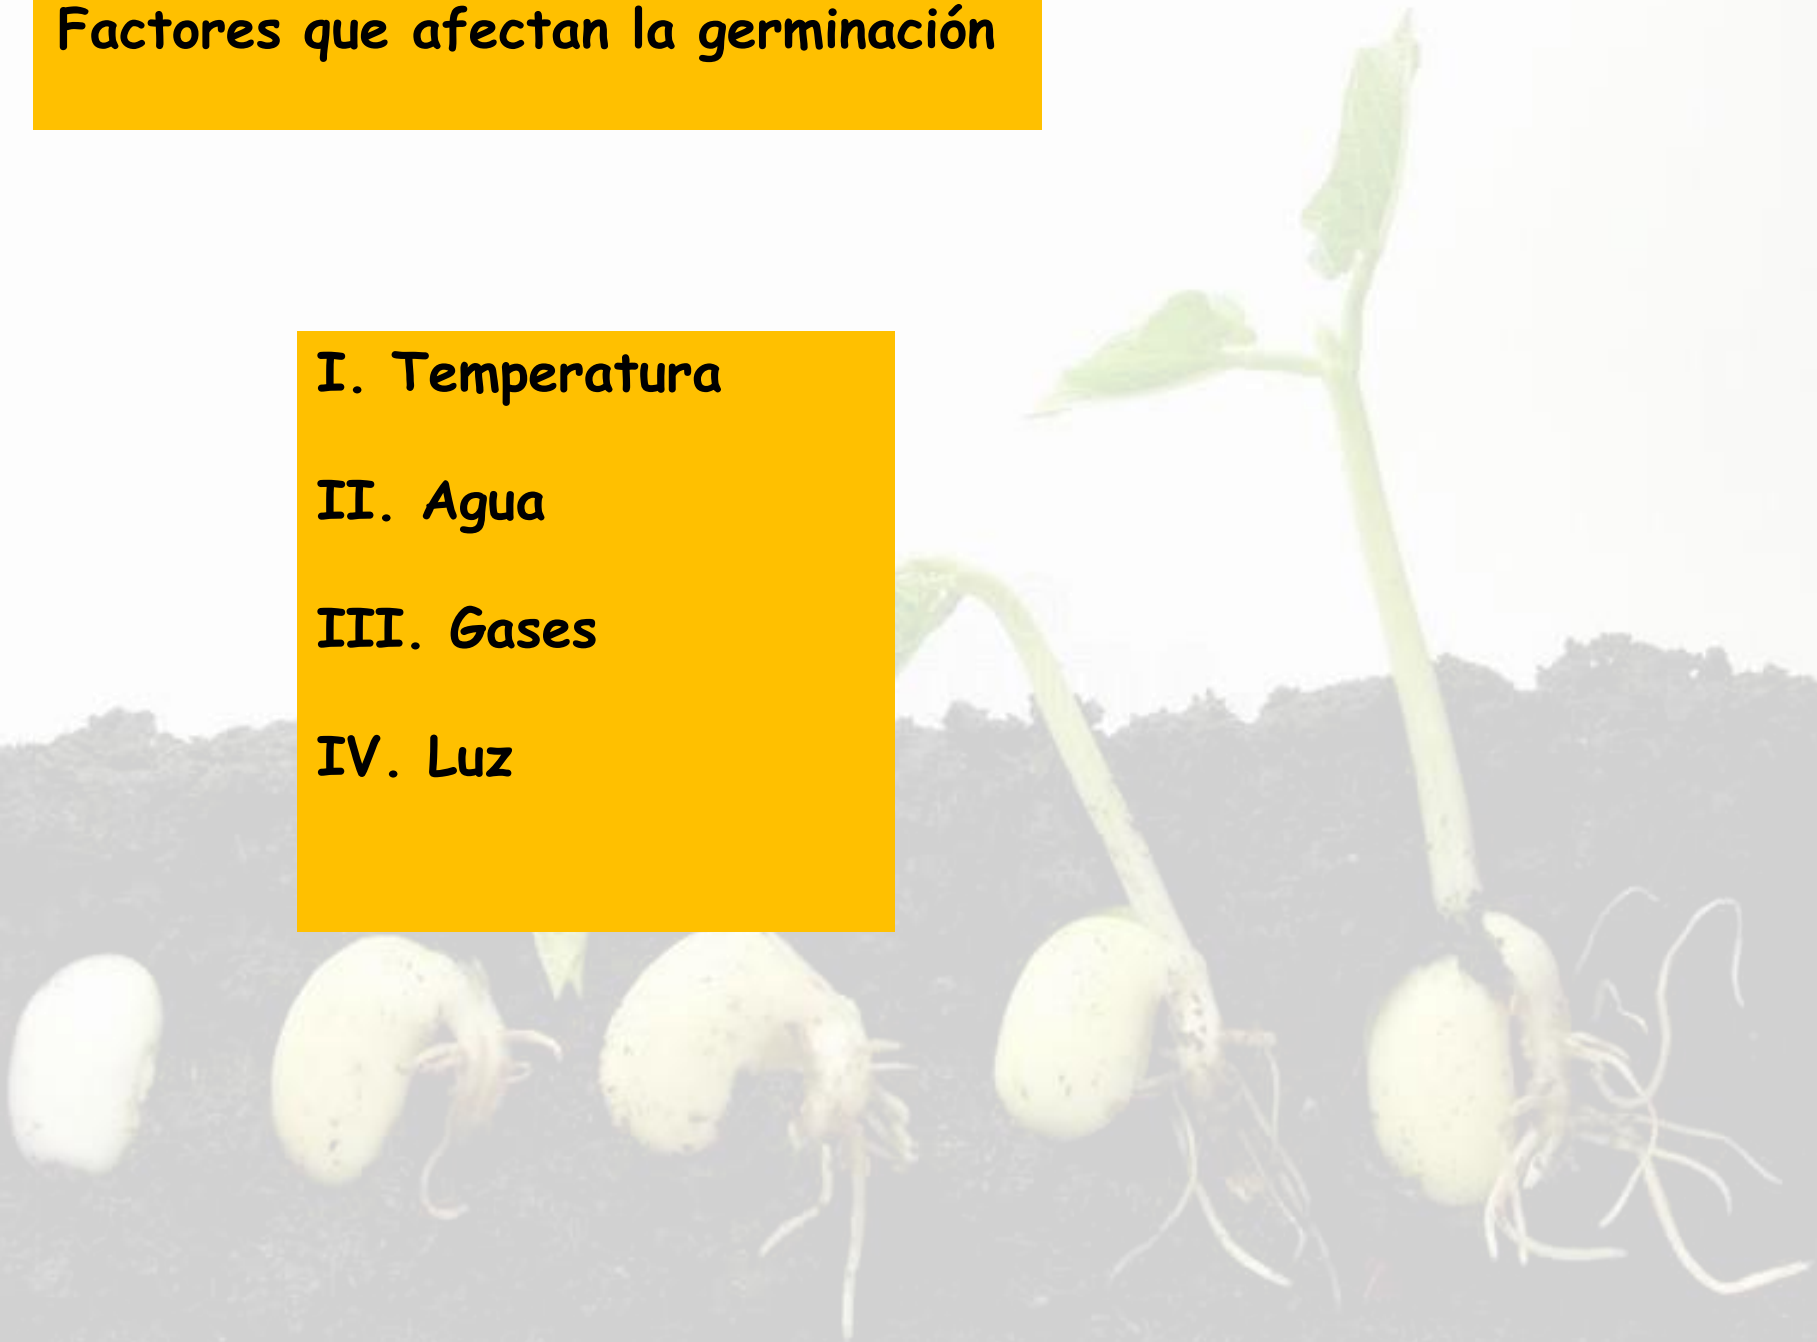 Factores que afectan la germinación
I. Temperatura
II. Agua
III. Gases
IV. Luz